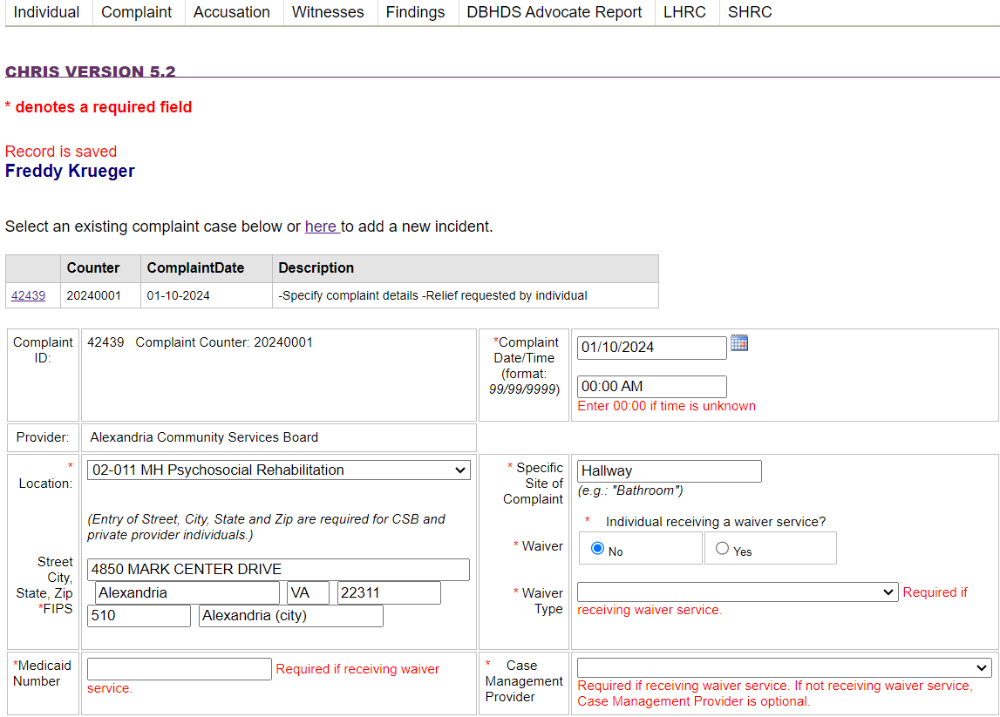 Individual Complaint Accusation Witnesses Findings DBHDS Advocate Report LHRC SHRC
CHRIS VERSION 5.2
* denotes a required field
Record is saved
Freddy Krueger
Select an existing complaint case below or here to add a new incident.
Counter ComplaintDate Description
42439 20240001 01-10-2024 -Specify complaint details -Relief requested by individual
Complaint
ID:
42439 Complaint Counter: 20240001
*Complaint
Date/Time
(format:
99/99/9999)
01/10/2024
00:00 AM
Enter 00:00 if time is unknown
Provider:
Alexandria Community Services Board
*
Location:
02-011 MH Psychosocial Rehabilitation
(Entry of Street, City, State and Zip are required for CSB and
private provider individuals.)
Street
City,
State, Zip
*FIPS
4850 MARK CENTER DRIVE
Alexandria VA 22311
510 Alexandria (city)
* Specific
Site of
Complaint
Hallway
(e.g.: "Bathroom")
* Individual receiving a waiver service?
* Waiver
No Yes
* Waiver
Type
Required if
receiving waiver service.
*Medicaid
Number
Required if receiving waiver
service.
* Case
Management
Provider
Required if receiving waiver service. If not receiving waiver service,
Case Management Provider is optional.